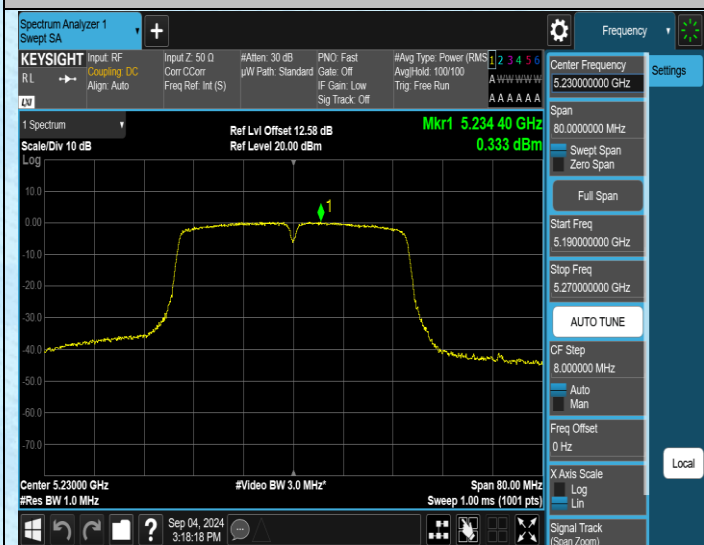 Spectrum Analyzer 1
Swept SA
+
Frequency
KEYSIGHT
RL
LXI
Input: RF
Coupling: DC
Align: Auto
Input Z: 50 Ω
Corr CCorr
Freq Ref: Int (S)
#Atten: 30 dB
µW Path: Standard
PNO: Fast
Gate: Off
IF Gain: Low
Sig Track: Off
#Avg Type: Power (RMS
Avg|Hold: 100/100
Trig: Free Run
1 2 3 4 5 6
A W W W W W
A A A A A A
1 Spectrum
Scale/Div 10 dB
Ref Lvl Offset 12.58 dB
Ref Level 20.00 dBm
Mkr1 5.234 40 GHz
0.333 dBm
Log
1
10.0
0.00
-10.0
-20.0
-30.0
-40.0
-50.0
-60.0
-70.0
Center 5.23000 GHz
#Res BW 1.0 MHz
#Video BW 3.0 MHz*
Span 80.00 MHz
Sweep 1.00 ms (1001 pts)
Sep 04, 2024
3:18:18 PM
?
Center Frequency
5.230000000 GHz
Span
80.0000000 MHz
Swept Span
Zero Span
Full Span
Start Freq
5.190000000 GHz
Stop Freq
5.270000000 GHz
AUTO TUNE
CF Step
8.000000 MHz
Auto
Man
Freq Offset
0 Hz
X Axis Scale
Log
Lin
Signal Track
(Span Zoom)
Settings
Local